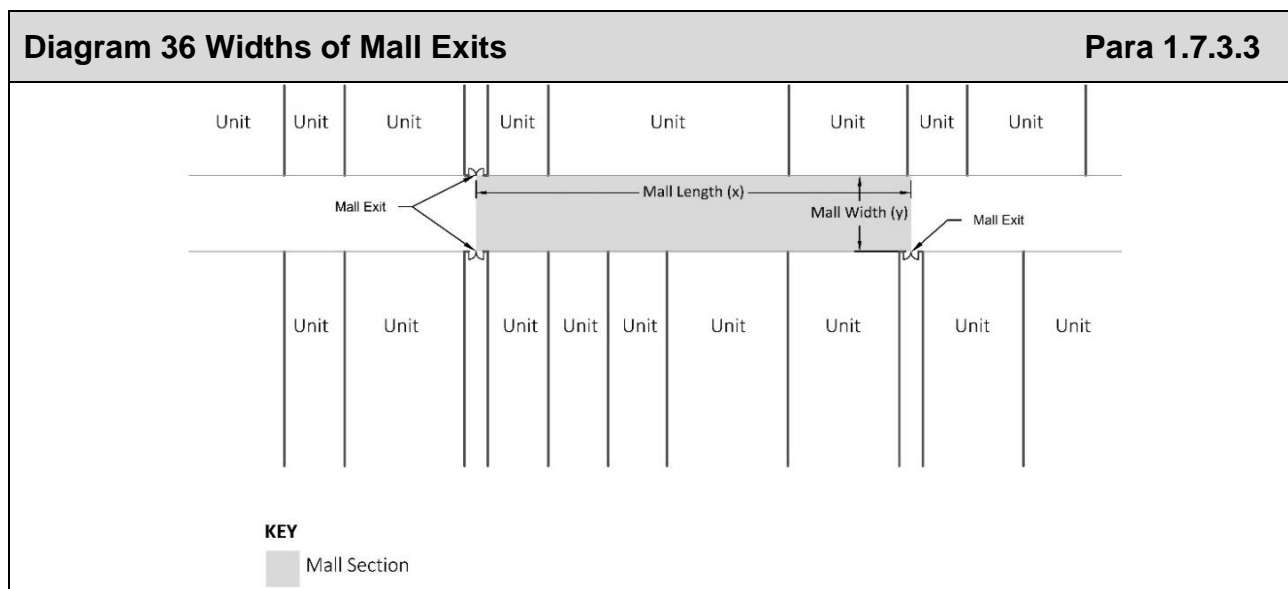 Diagram 36 Widths of Mall Exits Para 1.7.3.3
Unit Unit Unit Unit Unit Unit Unit Unit
Mall Length (x)
Mall Exit
Mall Width (y)
Mall Exit
Unit Unit Unit Unit Unit Unit Unit Unit Unit
KEY
Mall Section